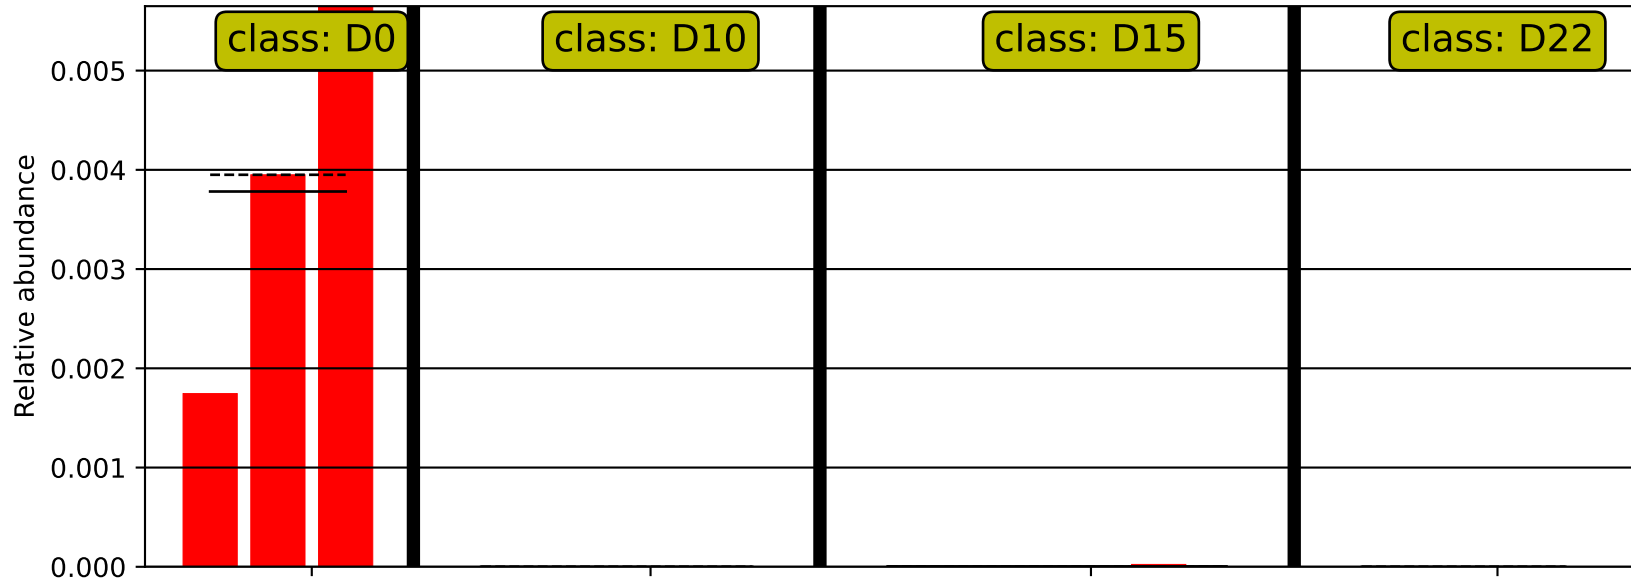 class: D0
class: D10
class: D15
class: D22
0.005
0.004
0.003
0.002
0.001
0.000
Relative abundance